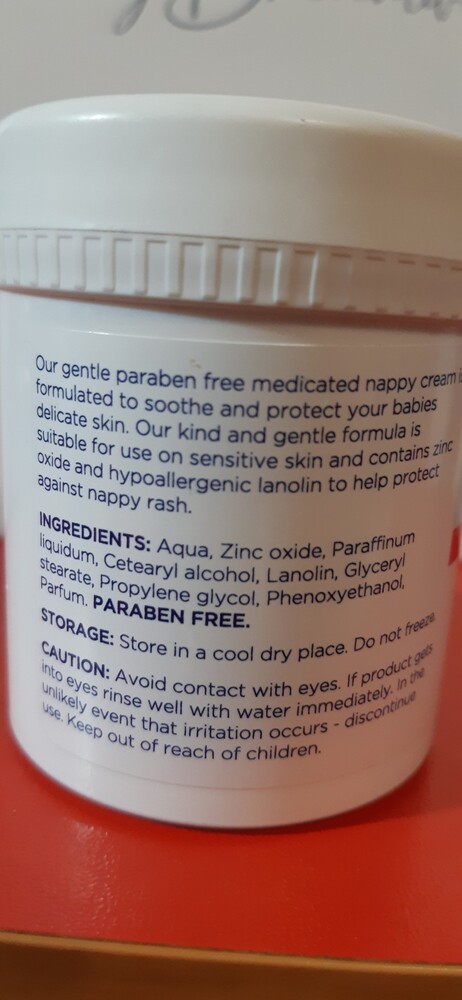 Our gentle paraben free medicated nappy cream is
formulated to soothe and protect your babies
delicate skin. Our kind and gentle formula is
suitable for use on sensitive skin and contains zinc
oxide and hypoallergenic lanolin to help protect
against nappy rash.
INGREDIENTS: Aqua, Zinc oxide, Paraffinum
liquidum, Cetearyl alcohol, Lanolin, Glyceryl
stearate, Propylene glycol, Phenoxyethanol,
Parfum. PARABEN FREE.
STORAGE: Store in a cool dry place. Do not freeze.
CAUTION: Avoid contact with eyes. If product gets
into eyes rinse well with water immediately. In the
unlikely event that irritation occurs - discontinue
use. Keep out of reach of children.